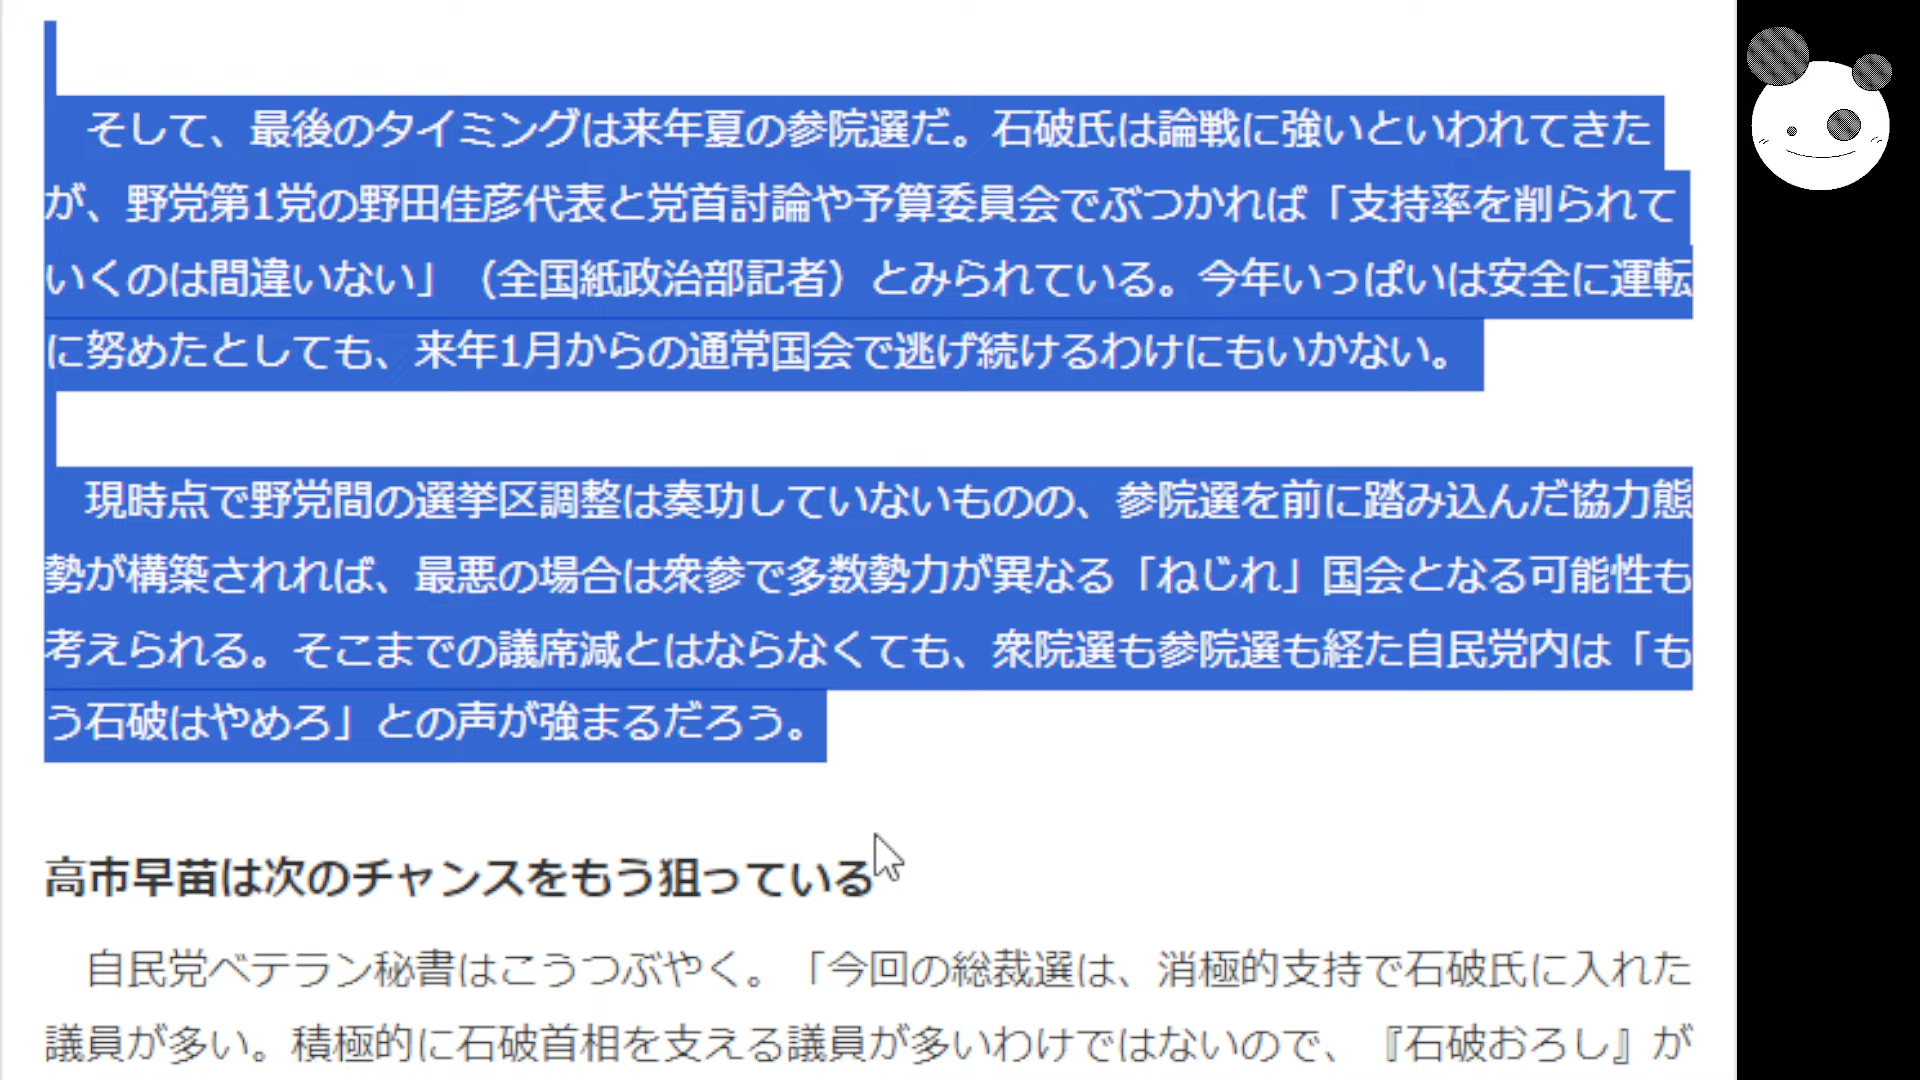 そして、最後のタイミングは来年夏の参院選だ。石破氏は論戦に強いといわれてきた
が、野党第1党の野田佳彦代表と党首討論や予算委員会でぶつかれば「支持率を削られて
いくのは間違いない」（全国紙政治部記者）とみられている。今年いっぱいは安全に運転
に努めたとしても、来年1月からの通常国会で逃げ続けるわけにもいかない。
現時点で野党間の選挙区調整は奏功していないものの、参院選を前に踏み込んだ協力態
勢が構築されれば、最悪の場合は衆参で多数勢力が異なる「ねじれ」国会となる可能性も
考えられる。そこまでの議席減とはならなくても、衆院選も参院選も経た自民党内は「も
う石破はやめろ」との声が強まるだろう。
高市早苗は次のチャンスをもう狙っている
自民党ベテラン秘書はこうつぶやく。「今回の総裁選は、消極的支持で石破氏に入れた
議員が多い。積極的に石破首相を支える議員が多いわけではないので、『石破おろし』が